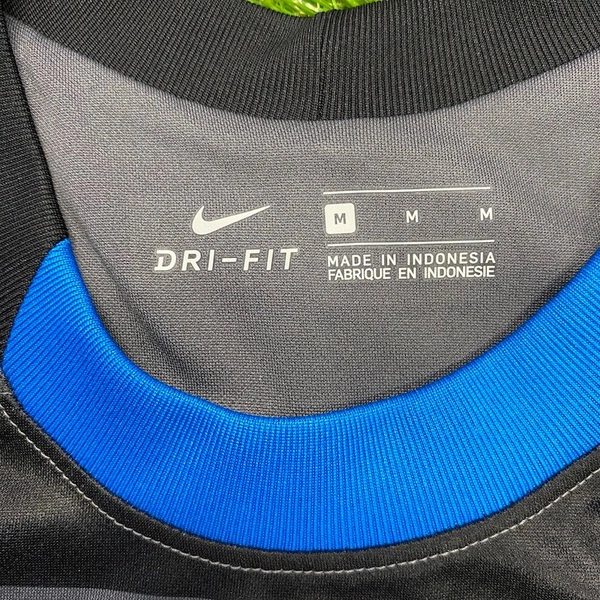 DRI-FIT
M M M
MADE IN INDONESIA
FABRIQUE EN INDONESIE